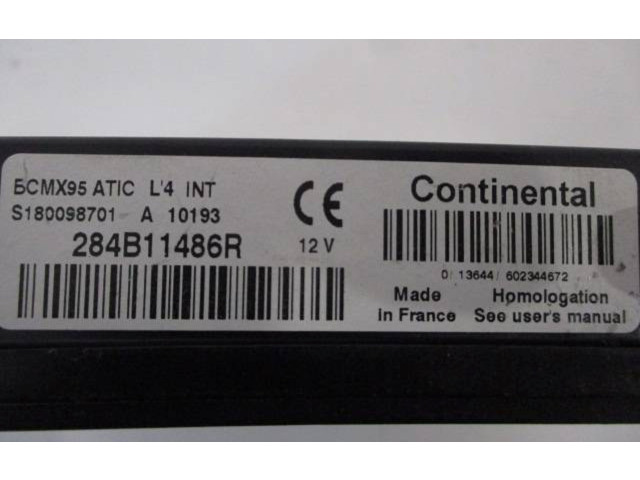 BCMX95 ATIC L'4 INT
S180098701 A 10193
284B11486R
CE
12 V
Continental
0/ 13644/ 602344672
Made
in France
Homologation
See user's manual